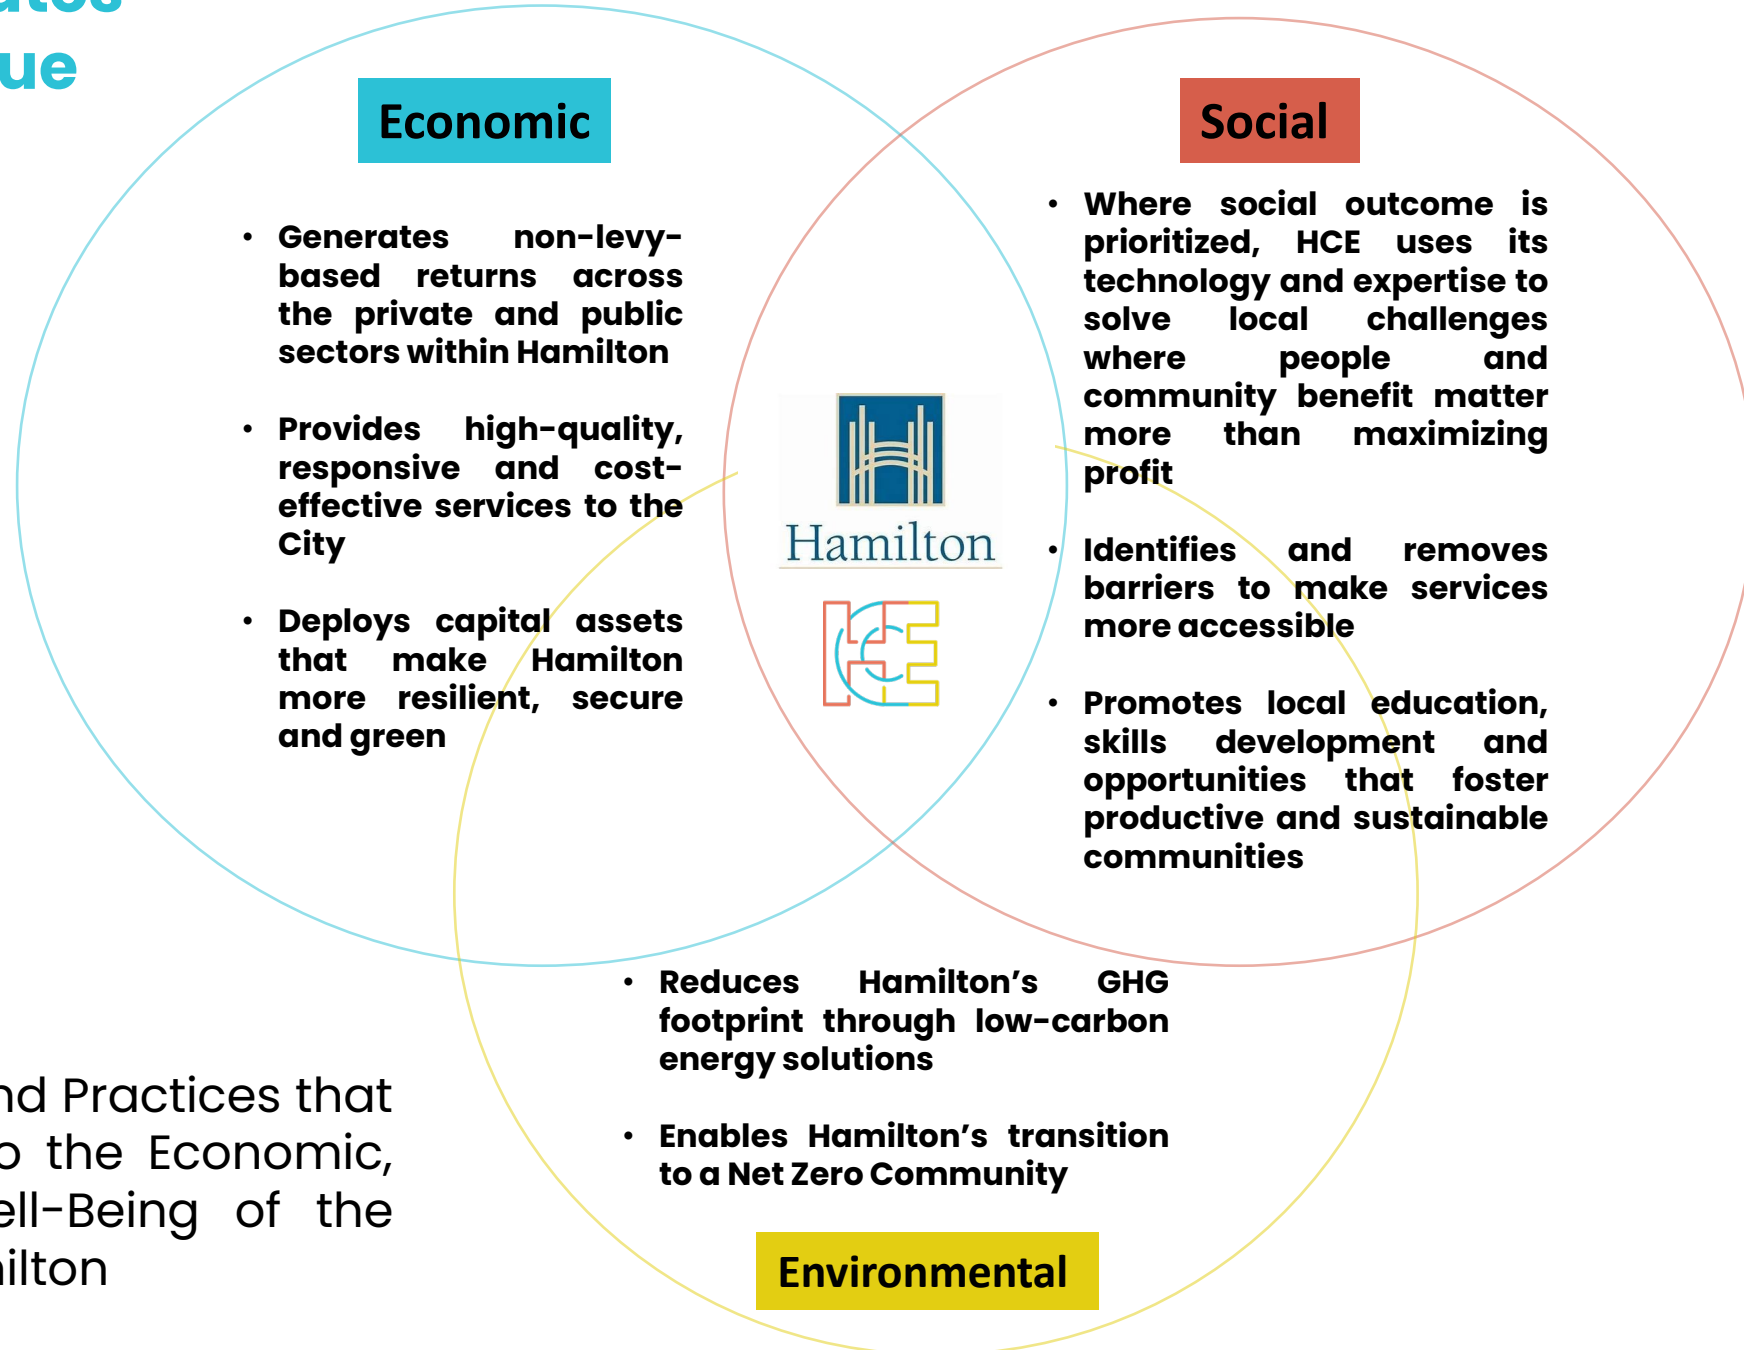 ue
Economic
Generates non-levy-
based returns across
the private and public
sectors within Hamilton
Provides high-quality,
responsive and cost-
effective services to the
City
Deploys capital assets
that make Hamilton
more resilient, secure
and green
Social
Where social outcome is
prioritized, HCE uses its
technology and expertise to
solve local challenges
where people and
community benefit matter
more than maximizing
profit
Identifies and removes
barriers to make services
more accessible
Promotes local education,
skills development and
opportunities that foster
productive and sustainable
communities
Hamilton
HCE
Reduces Hamilton's GHG
footprint through low-carbon
energy solutions
Enables Hamilton's transition
to a Net Zero Community
Environmental
nd Practices that
o the Economic,
ell-Being of the
ilton